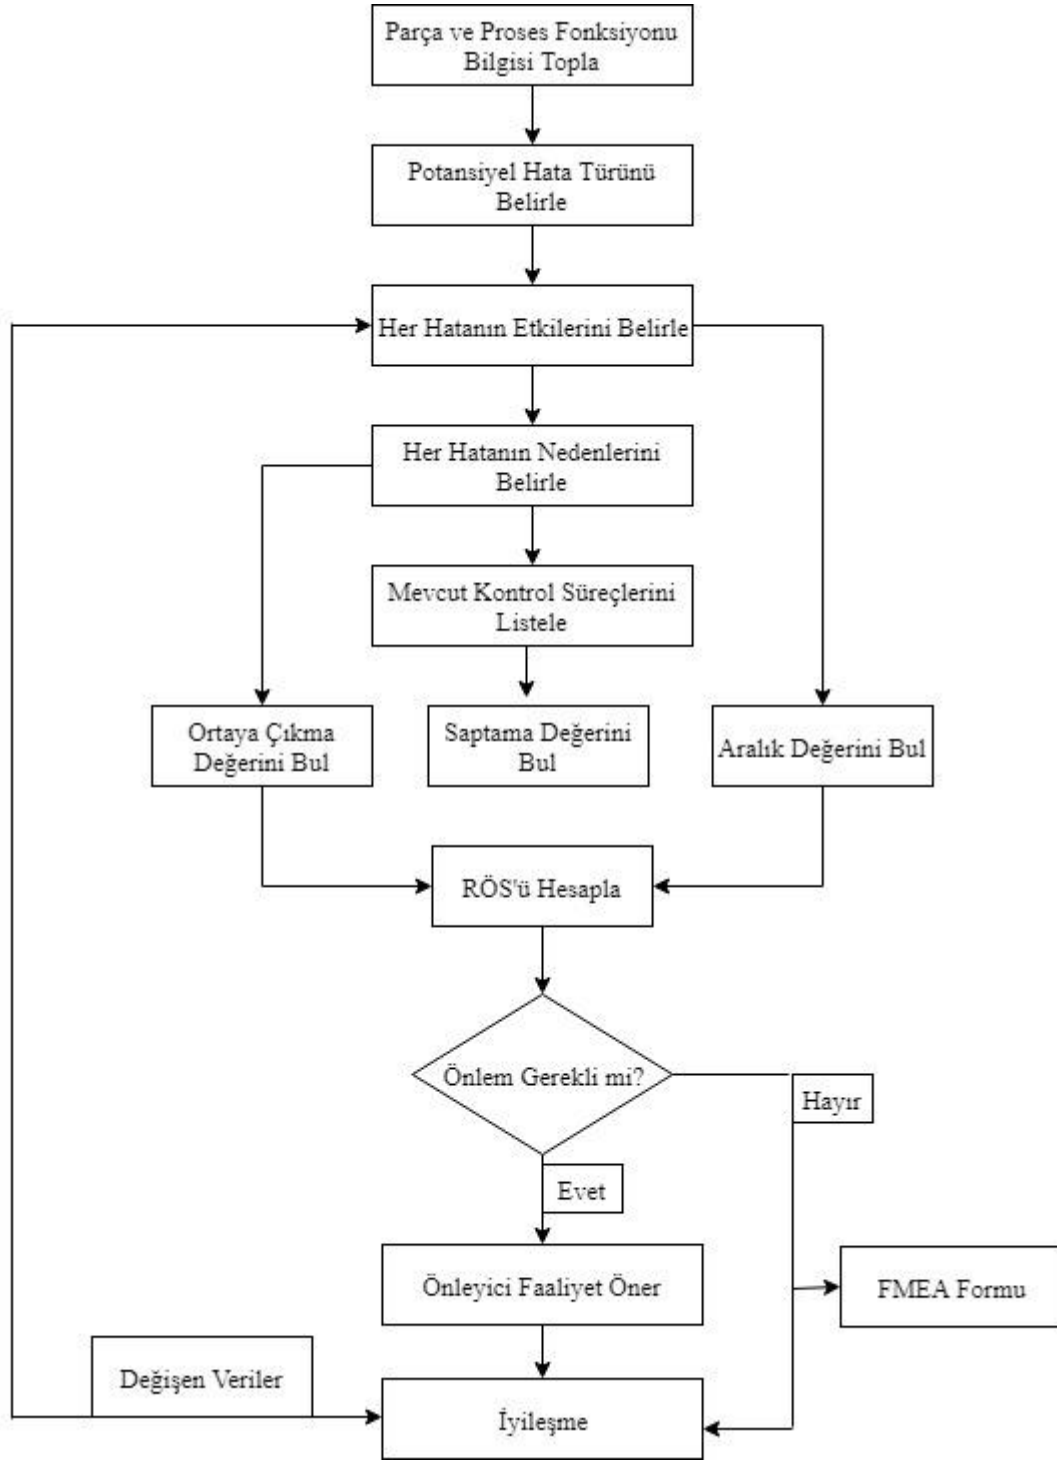 Parça ve Proses Fonksiyonu
Bilgisi Topla
Potansiyel Hata Türünü
Belirle
Her Hatanın Etkilerini Belirle
Her Hatanın Nedenlerini
Belirle
Mevcut Kontrol Süreçlerini
Listele
Ortaya Çıkma
Değerini Bul
Saptama Değerini
Bul
Aralık Değerini Bul
RÖS'ü Hesapla
Önlem Gerekli mi?
Hayır
Evet
Önleyici Faaliyet Öner
FMEA Formu
Değişen Veriler
İyileşme